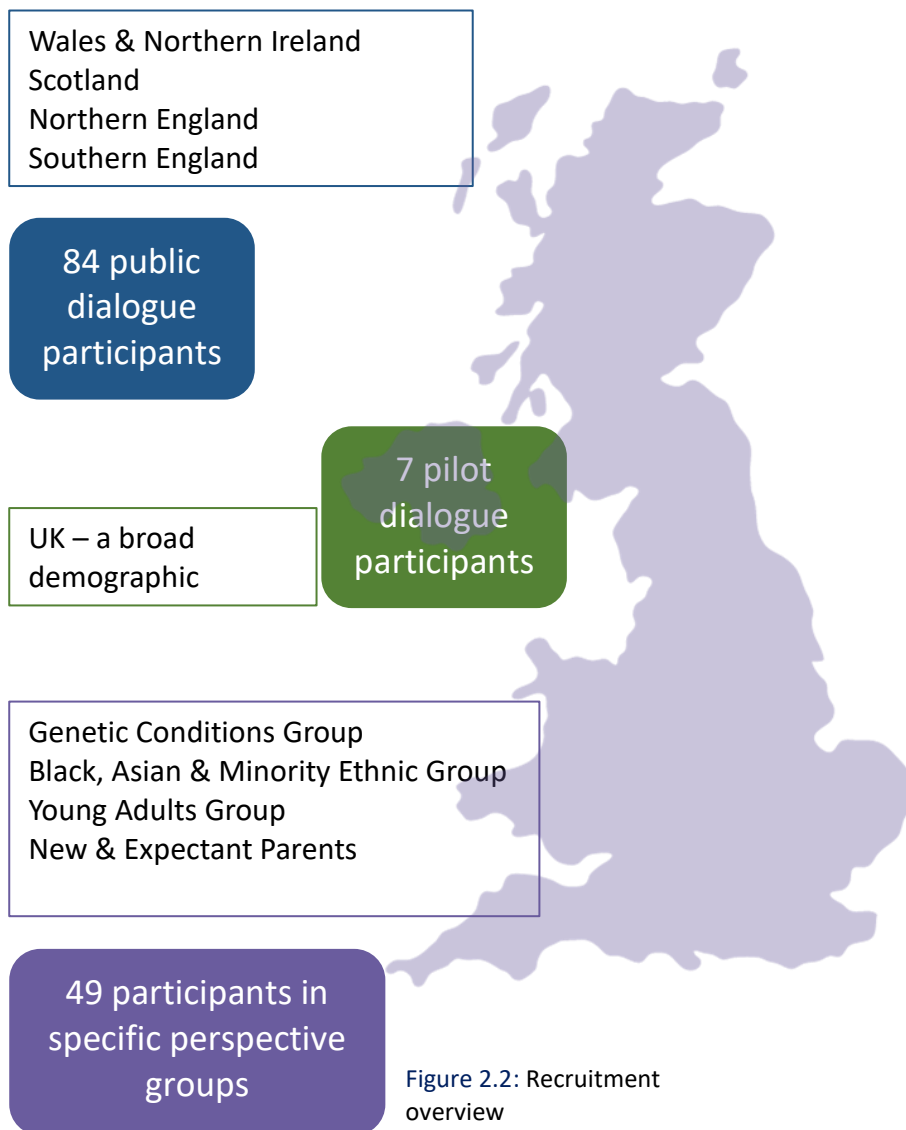 Wales & Northern Ireland
Scotland
Northern England
Southern England
84 public
dialogue
participants
7 pilot
dialogue
participants
UK – a broad
demographic
Genetic Conditions Group
Black, Asian & Minority Ethnic Group
Young Adults Group
New & Expectant Parents
49 participants in
specific perspective
groups
Figure 2.2: Recruitment
overview